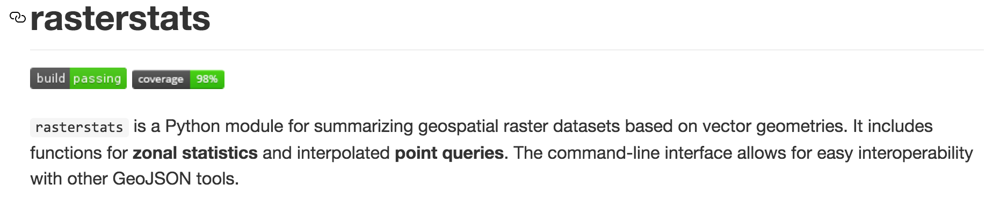 rasterstats
build passing coverage 98%
rasterstats is a Python module for summarizing geospatial raster datasets based on vector geometries. It includes
functions for zonal statistics and interpolated point queries. The command-line interface allows for easy interoperability
with other GeoJSON tools.